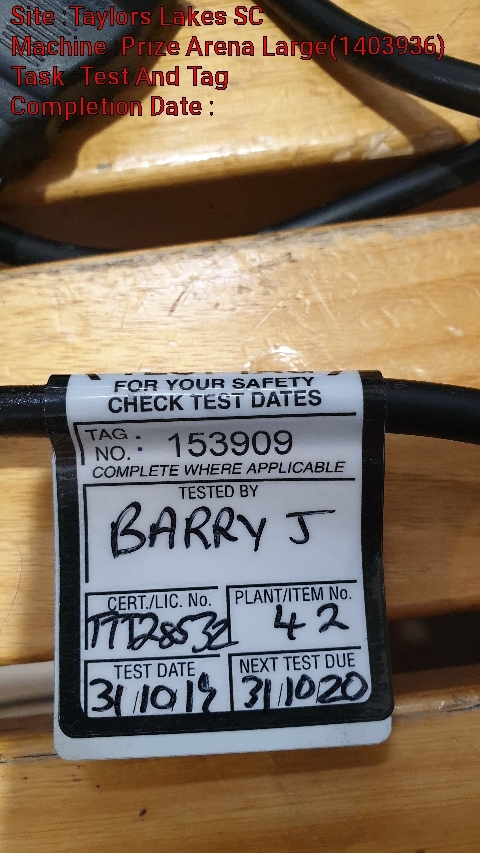 Site :Taylors Lakes SC
Machine :Prize Arena Large(1403936)
Task :Test And Tag
Completion Date :
FOR YOUR SAFETY
CHECK TEST DATES
TAG NO.: 153909
COMPLETE WHERE APPLICABLE
TESTED BY
BARRY J
CERT./LIC. No. PLANT/ITEM No.
TTT28532 42
TEST DATE NEXT TEST DUE
31/10/19 31/10/20